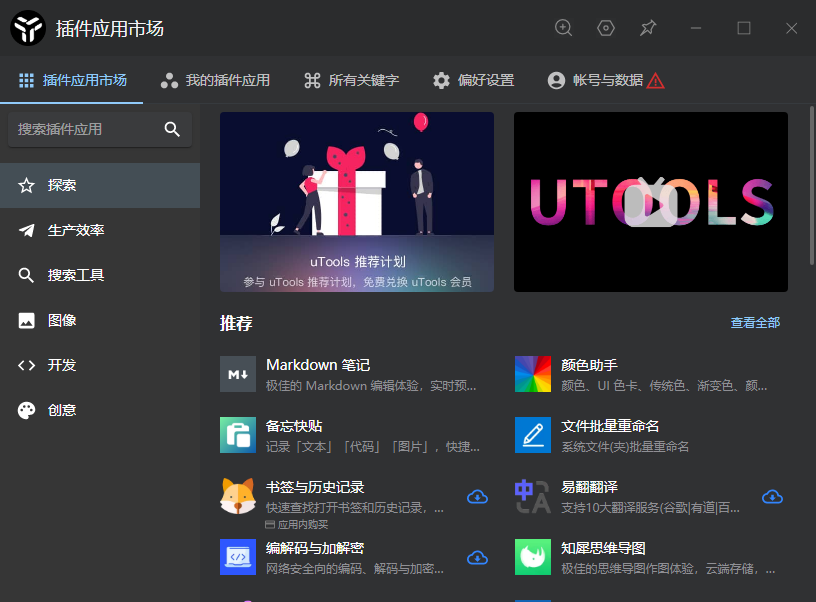 插件应用市场
插件应用市场
我的插件应用
所有关键字
偏好设置
帐号与数据
搜索插件应用
探索
生产效率
搜索工具
图像
开发
创意
uTools 推荐计划
参与 uTools 推荐计划，免费兑换 uTools 会员
UTOOLS
推荐
查看全部
M↓
Markdown 笔记
极佳的 Markdown 编辑体验，实时预...
颜色助手
颜色、UI 色卡、传统色、渐变色、颜...
备忘快贴
记录「文本」「代码」「图片」，快捷...
文件批量重命名
系统文件(夹)批量重命名
书签与历史记录
快速查找打开书签和历史记录，...
应用内购买
中A
易翻翻译
支持10大翻译服务(谷歌|有道|百...
编解码与加解密
网络安全向的编码、解码与加密...
知犀思维导图
极佳的思维导图作图体验，云端存储，...